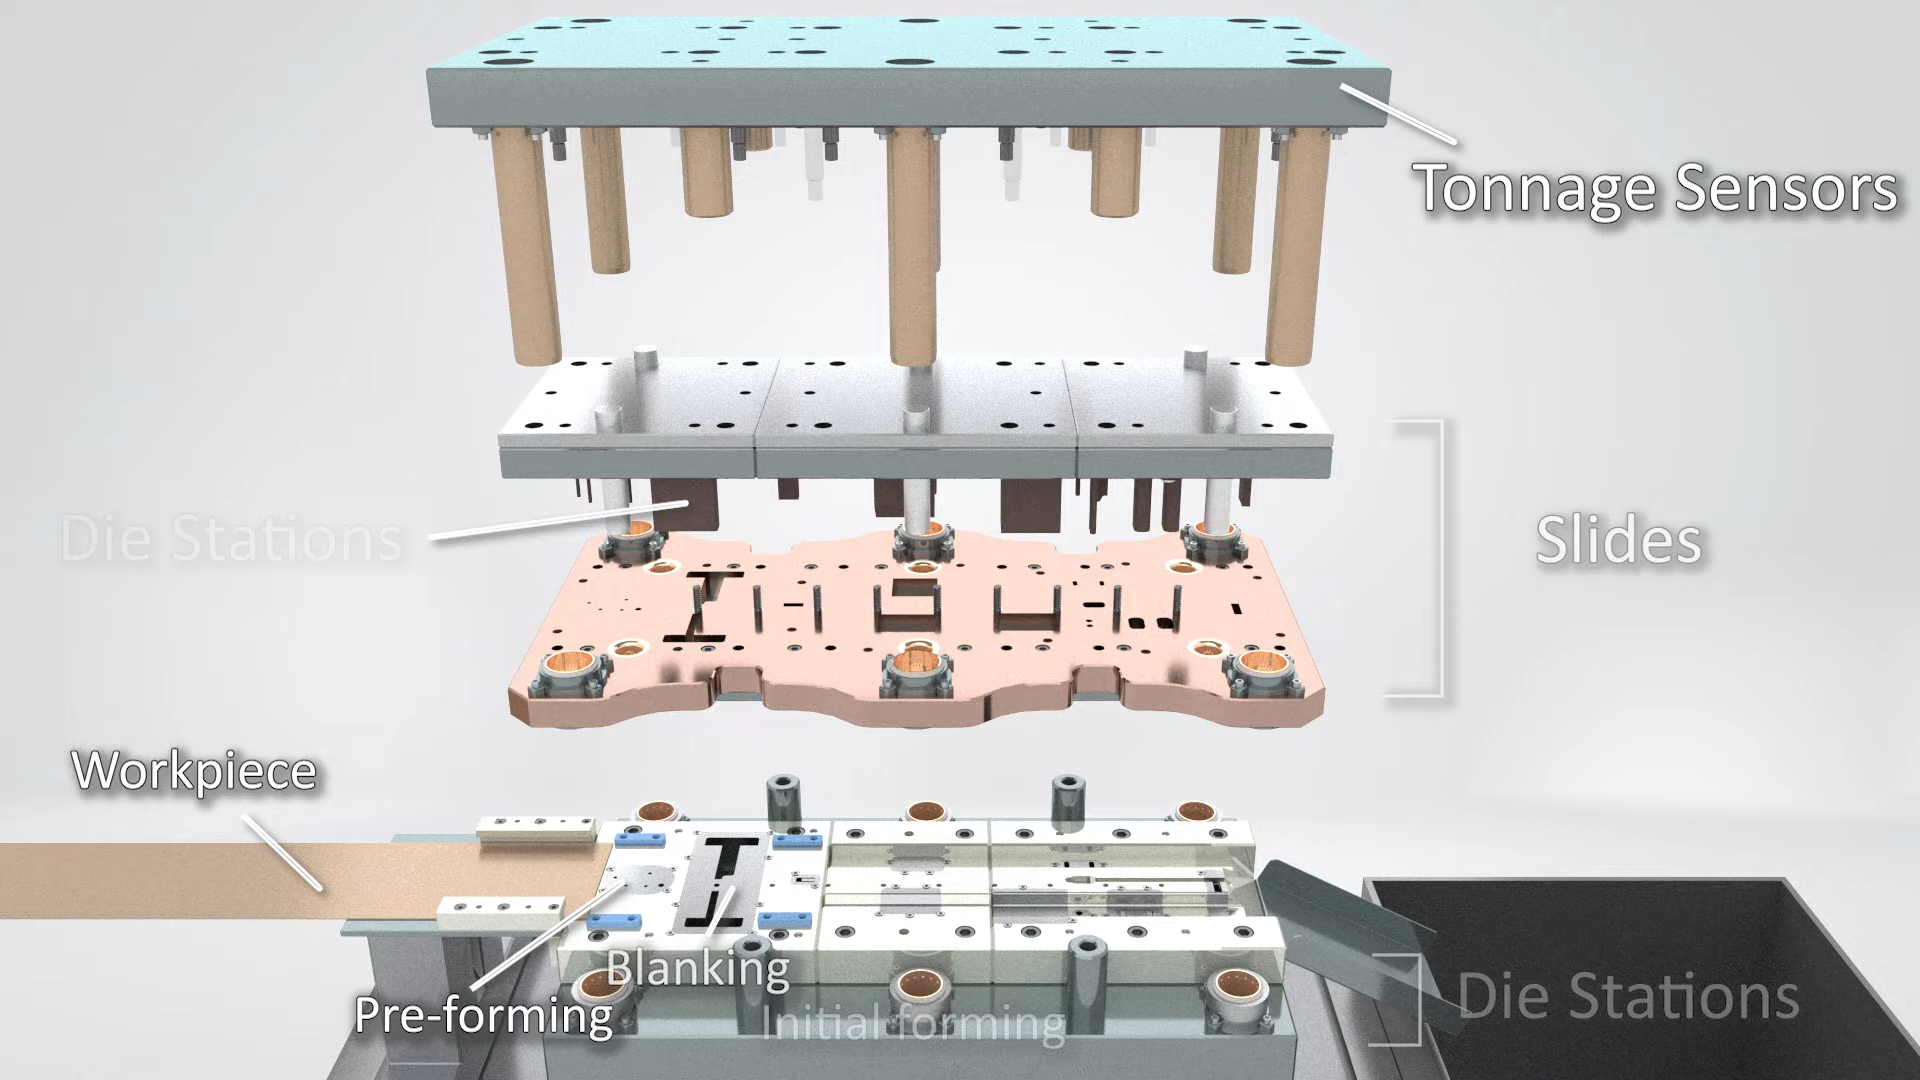 Tonnage Sensors
Die Stations
Slides
Workpiece
Blanking
Pre-forming
Initial forming
Die Stations